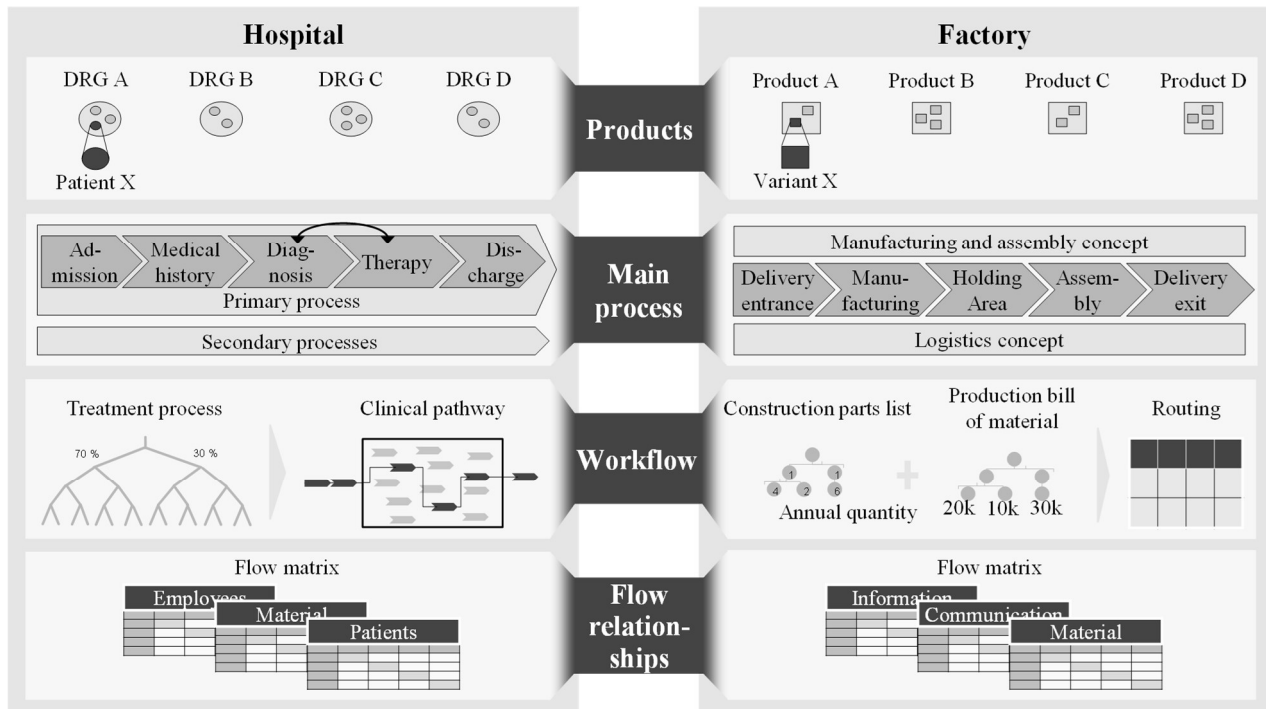 Hospital
Factory
DRG A
DRG B
DRG C
DRG D
Patient X
Products
Product A
Product B
Product C
Product D
Variant X
Ad-
mission
Medical
history
Diag-
nosis
Therapy
Dis-
charge
Primary process
Secondary processes
Main
process
Manufacturing and assembly concept
Delivery
entrance
Manu-
facturing
Holding
Area
Assem-
bly
Delivery
exit
Logistics concept
Treatment process
70 %
30 %
Clinical pathway
Workflow
Construction parts list
1
1
4
2
6
Annual quantity
Production bill
of material
20k
10k
30k
Routing
Flow matrix
Employees
Material
Patients
Flow
relation-
ships
Flow matrix
Information
Communication
Material